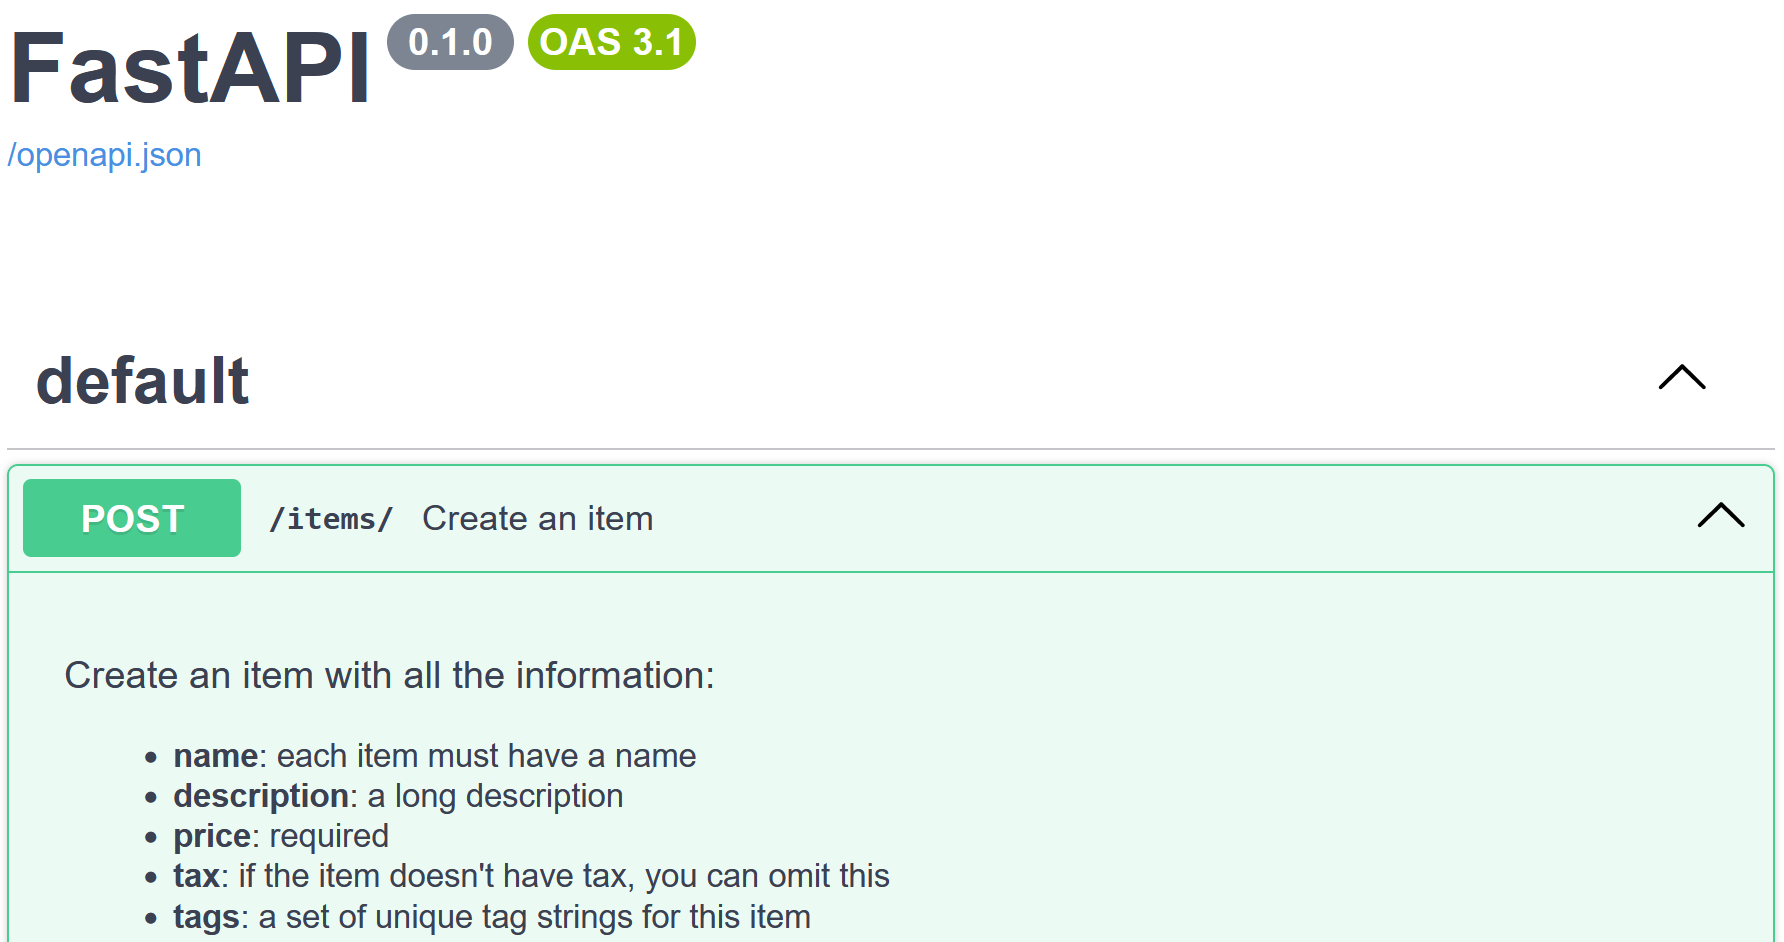 FastAPI 0.1.0 OAS 3.1
/openapi.json
default
POST /items/ Create an item
Create an item with all the information:
• name: each item must have a name
• description: a long description
• price: required
• tax: if the item doesn't have tax, you can omit this
• tags: a set of unique tag strings for this item